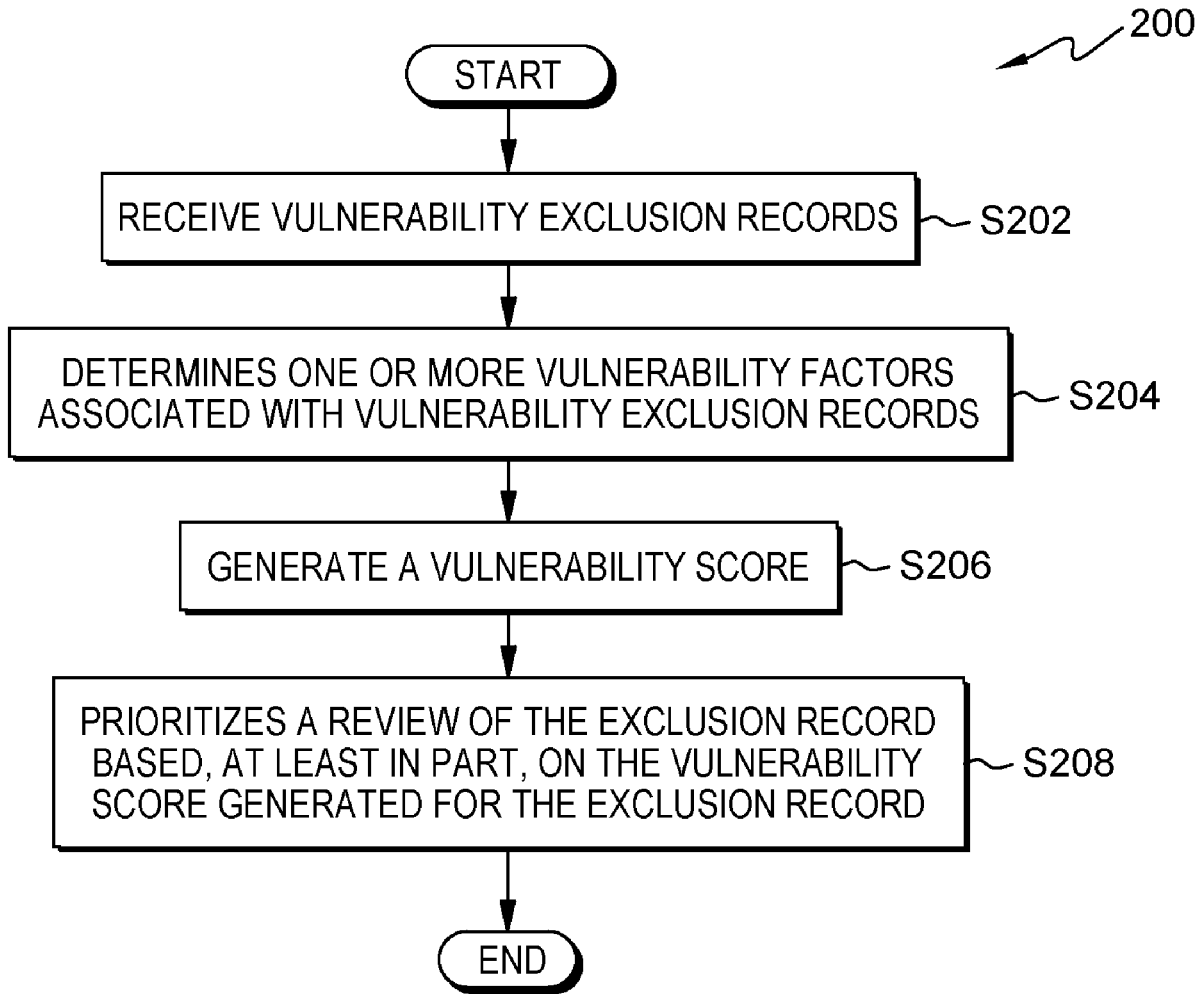 200
START
RECEIVE VULNERABILITY EXCLUSION RECORDS
S202
DETERMINES ONE OR MORE VULNERABILITY FACTORS
ASSOCIATED WITH VULNERABILITY EXCLUSION RECORDS
S204
GENERATE A VULNERABILITY SCORE
S206
PRIORITIZES A REVIEW OF THE EXCLUSION RECORD
BASED, AT LEAST IN PART, ON THE VULNERABILITY
SCORE GENERATED FOR THE EXCLUSION RECORD
S208
END